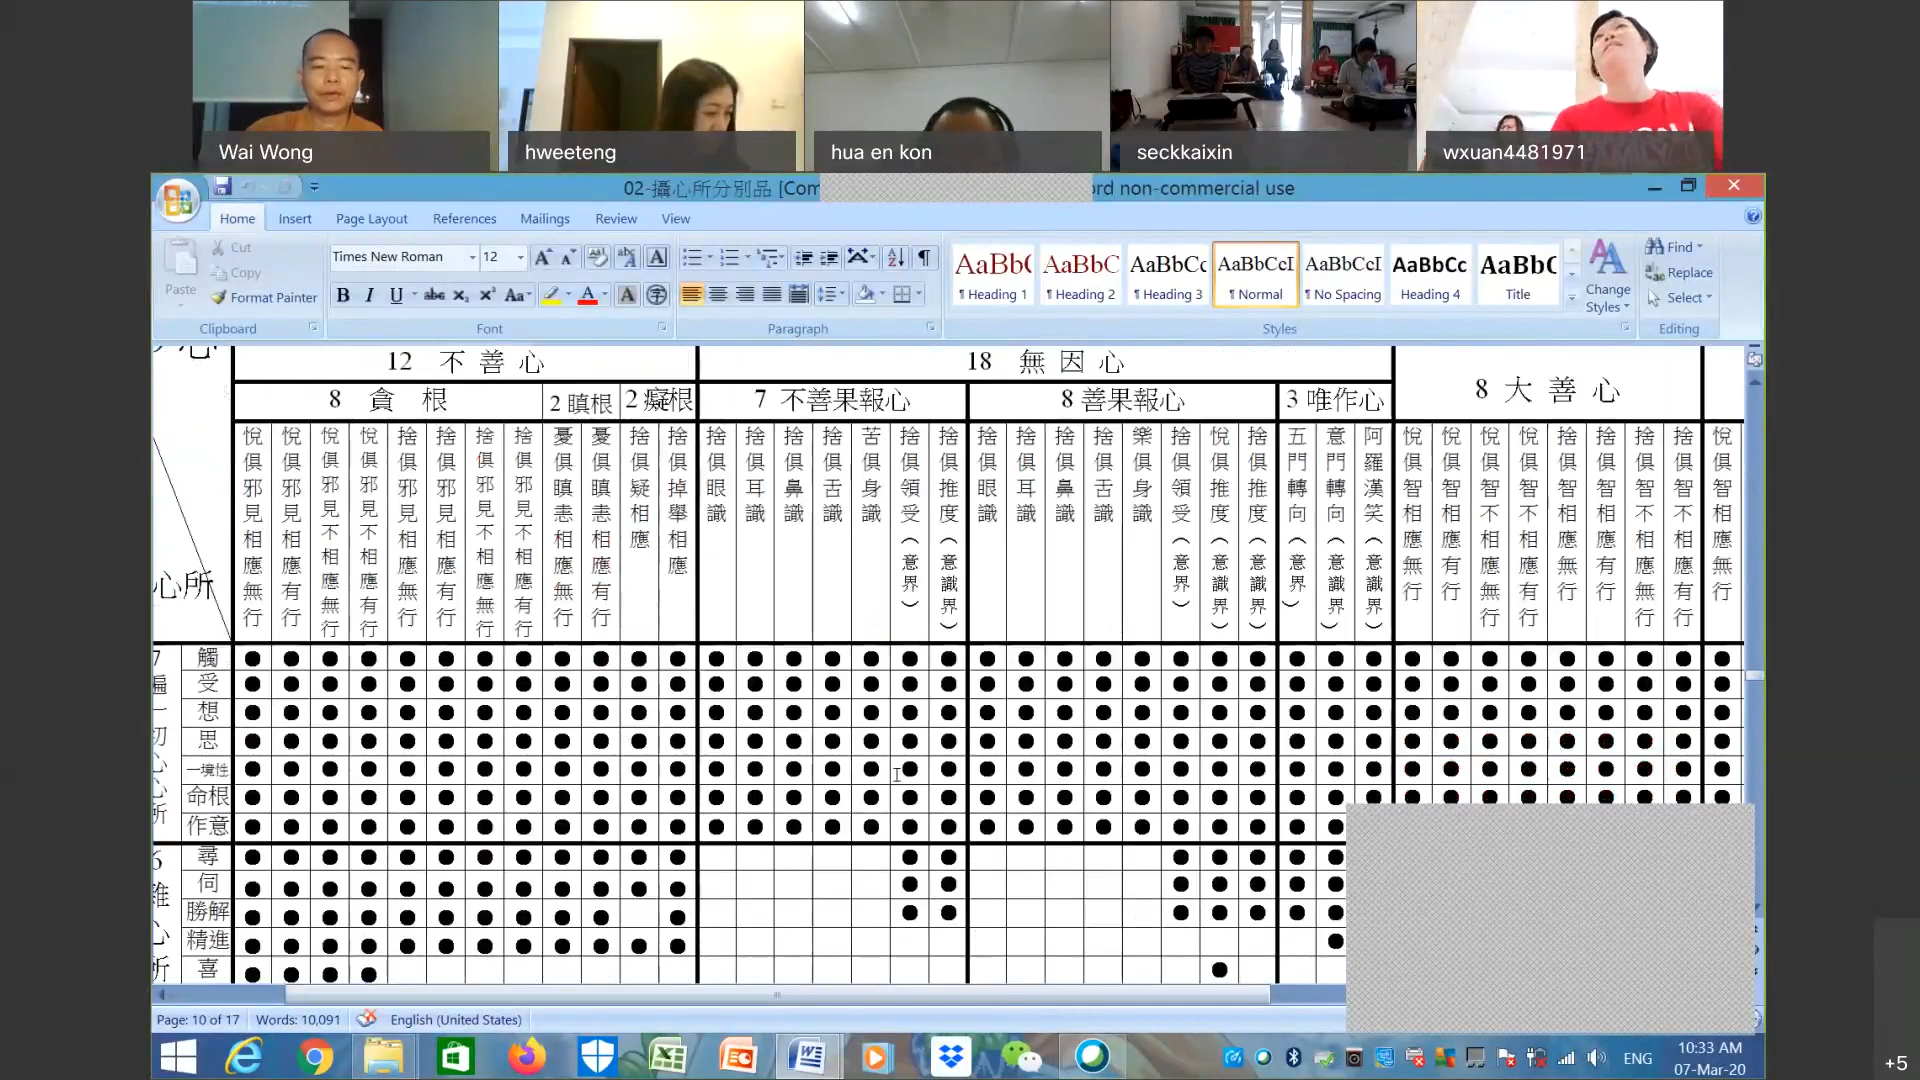 Wai Wong
hweeteng
hua en kon
seckkaixin
wxuan4481971
02-攝心所分別品 [Com
ord non-commercial use
Home Insert Page Layout References Mailings Review View
Paste
Cut
Copy
Format Painter
Clipboard
Times New Roman 12
Font
Paragraph
AaBbC AaBbC AaBbCc AaBbCcI AaBbCcI AaBbCc AaBbC
¶ Heading 1 ¶ Heading 2 ¶ Heading 3 ¶ Normal ¶ No Spacing Heading 4 Title
Change Styles
Styles
Find
Replace
Select
Editing
12 不善心
18 無因心
8 大善心
8 貪根
2 瞋根
2 癡根
7 不善果報心
8 善果報心
3 唯作心
心所
悅俱邪見相應無行
悅俱邪見相應有行
悅俱邪見不相應無行
悅俱邪見不相應有行
捨俱邪見相應無行
捨俱邪見相應有行
捨俱邪見不相應無行
捨俱邪見不相應有行
憂俱瞋恚相應無行
憂俱瞋恚相應有行
捨俱疑相應
捨俱掉舉相應
捨俱眼識
捨俱耳識
捨俱鼻識
捨俱舌識
苦俱身識
捨俱領受（意界）
捨俱推度（意識界）
捨俱眼識
捨俱耳識
捨俱鼻識
捨俱舌識
樂俱身識
捨俱領受（意界）
悅俱推度（意識界）
捨俱推度（意識界）
五門轉向（意界）
意門轉向（意識界）
阿羅漢笑（意識界）
悅俱智相應無行
悅俱智相應有行
悅俱智不相應無行
悅俱智不相應有行
捨俱智相應無行
捨俱智相應有行
捨俱智不相應無行
捨俱智不相應有行
悅俱智相應無行
7
觸
受
想
思
一境性
命根
作意
6
尋
伺
勝解
精進
喜
Page: 10 of 17 Words: 10,091 English (United States)
ENG
10:33 AM
07-Mar-20
+5